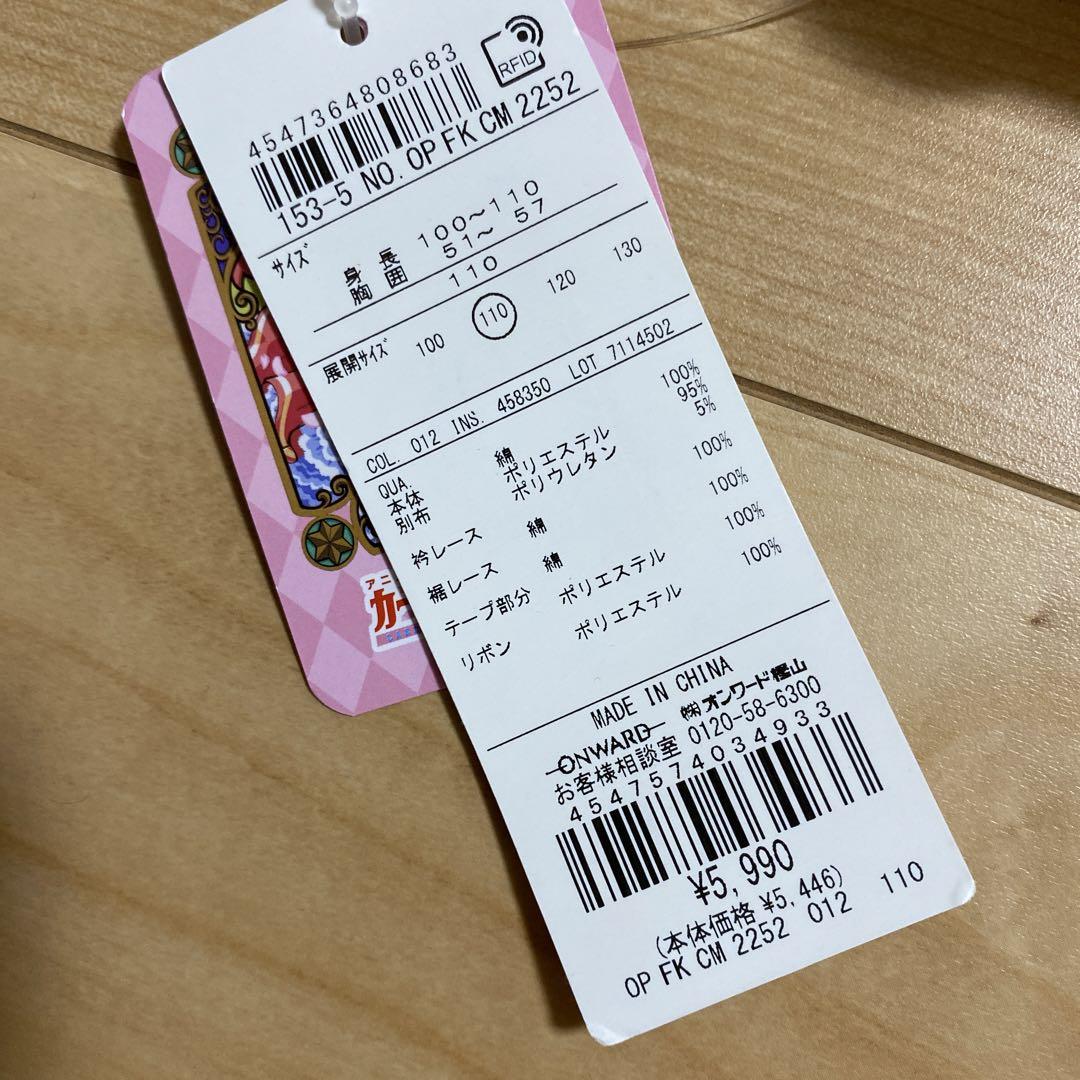 4547364808683
RFID
153-5 NO. OP FK CM 2252
サイズ
身長 100~110
胸囲 51~ 57
110
展開サイズ 100 110 120 130
COL. 012 INS. 458350 LOT 7114502
QUA.
本体 綿 100%
別布 ポリエステル 95%
ポリウレタン 5%
衿レース 綿 100%
裾レース 綿 100%
テープ部分 ポリエステル 100%
リボン ポリエステル 100%
MADE IN CHINA
ONWARD ㈱オンワード樫山
お客様相談室 0120-58-6300
4547574034933
¥5,990
(本体価格 ¥5,446)
OP FK CM 2252 012 110
アニ
カ